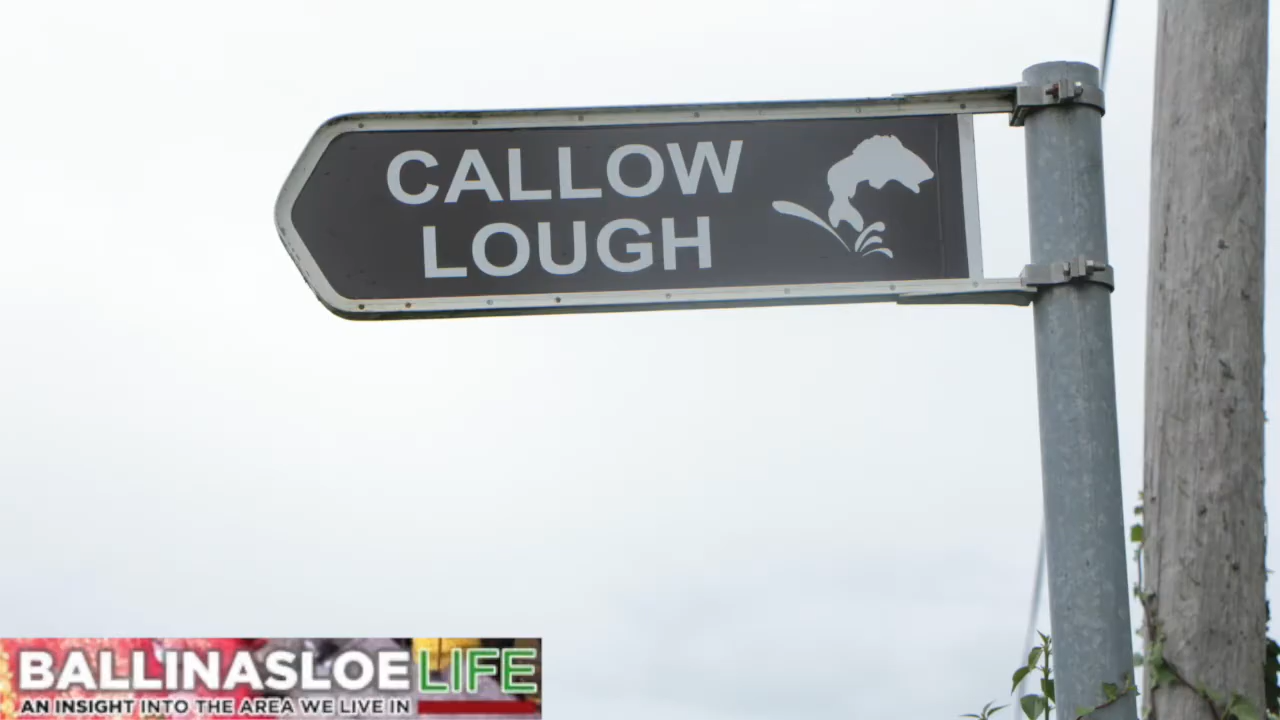 CALLOW
LOUGH
BALLINASLOE LIFE
AN INSIGHT INTO THE AREA WE LIVE IN